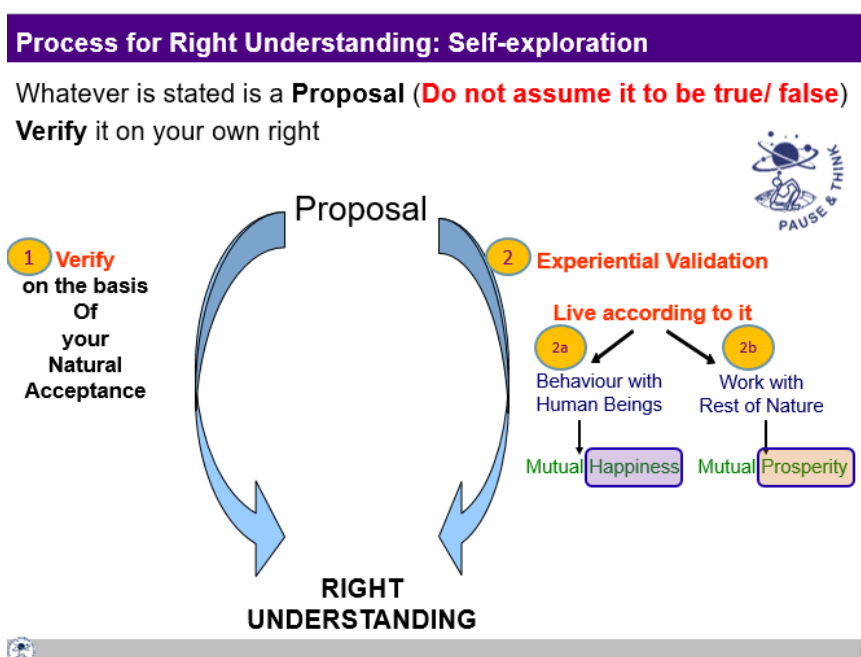 Process for Right Understanding: Self-exploration
Whatever is stated is a Proposal (Do not assume it to be true/ false)
Verify it on your own right
PAUSE & THINK
Proposal
1 Verify
on the basis
Of
your
Natural
Acceptance
2 Experiential Validation
Live according to it
2a
Behaviour with
Human Beings
Mutual Happiness
2b
Work with
Rest of Nature
Mutual Prosperity
RIGHT
UNDERSTANDING